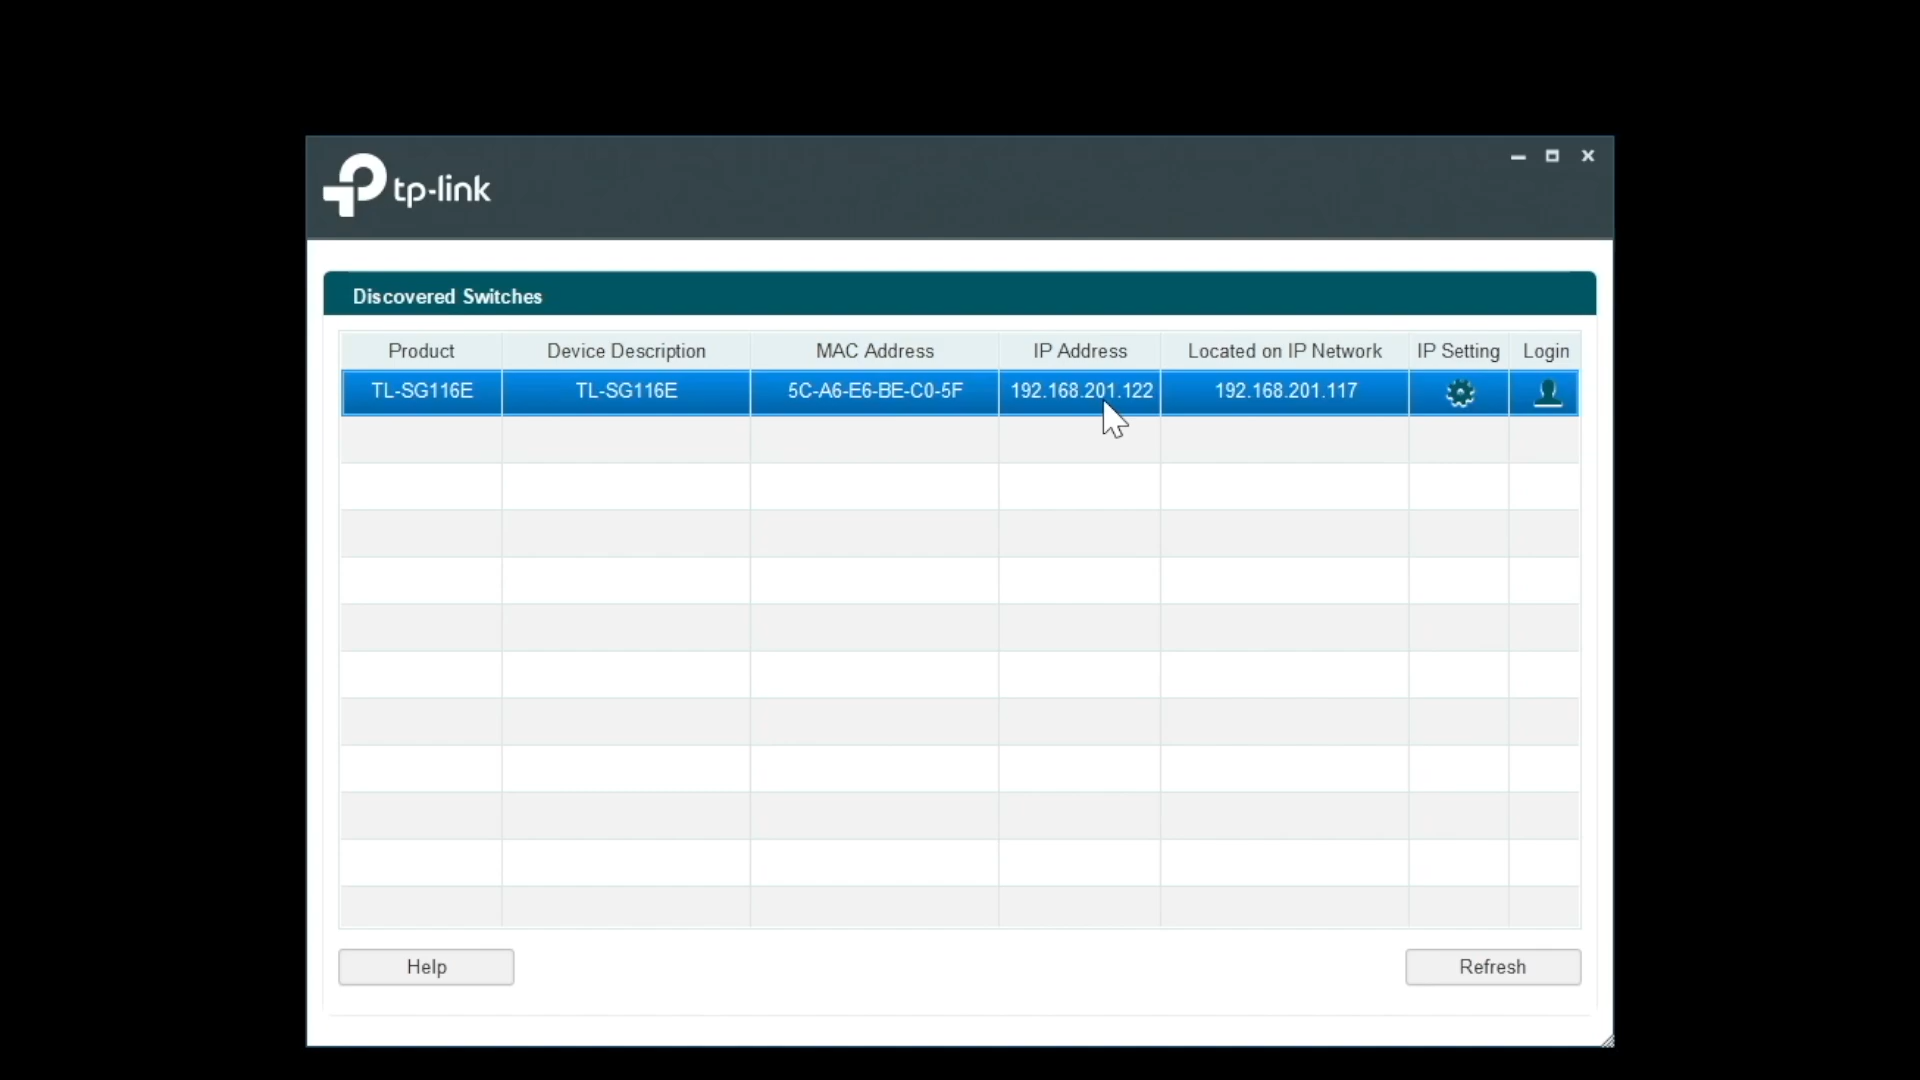 tp-link
Discovered Switches
Product Device Description MAC Address IP Address Located on IP Network IP Setting Login
TL-SG116E TL-SG116E 5C-A6-E6-BE-C0-5F 192.168.201.122 192.168.201.117
Help Refresh